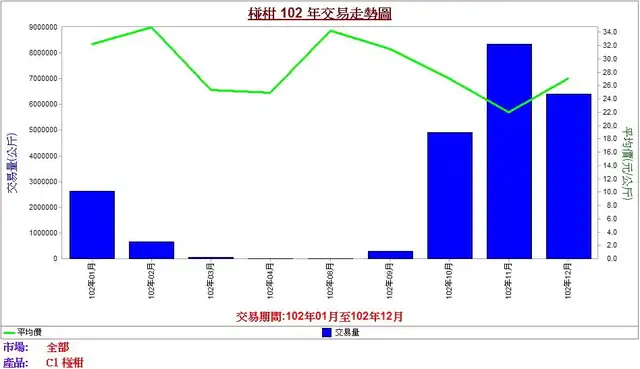 椪柑 102 年交易走勢圖
9000000
8000000
7000000
6000000
5000000
4000000
3000000
2000000
1000000
0
交易量(公斤)
34.0
32.0
30.0
28.0
26.0
24.0
22.0
20.0
18.0
16.0
14.0
12.0
10.0
8.0
6.0
4.0
2.0
0.0
平均價(元/公斤)
102年01月
102年02月
102年03月
102年04月
102年08月
102年09月
102年10月
102年11月
102年12月
交易期間:102年01月至102年12月
平均價
交易量
市場: 全部
產品: C1 椪柑